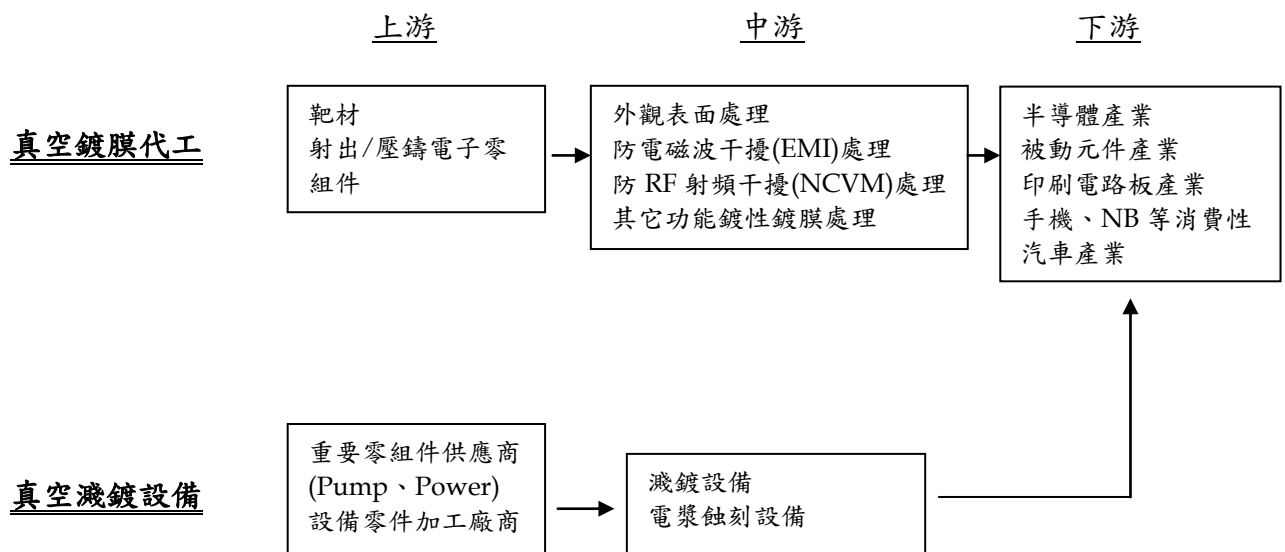 上游
中游
下游
真空鍍膜代工
靶材
射出/壓鑄電子零
組件
外觀表面處理
防電磁波干擾(EMI)處理
防 RF 射頻干擾(NCVM)處理
其它功能鍍性鍍膜處理
半導體產業
被動元件產業
印刷電路板產業
手機、NB 等消費性
汽車產業
真空濺鍍設備
重要零組件供應商
(Pump、Power)
設備零件加工廠商
濺鍍設備
電漿蝕刻設備